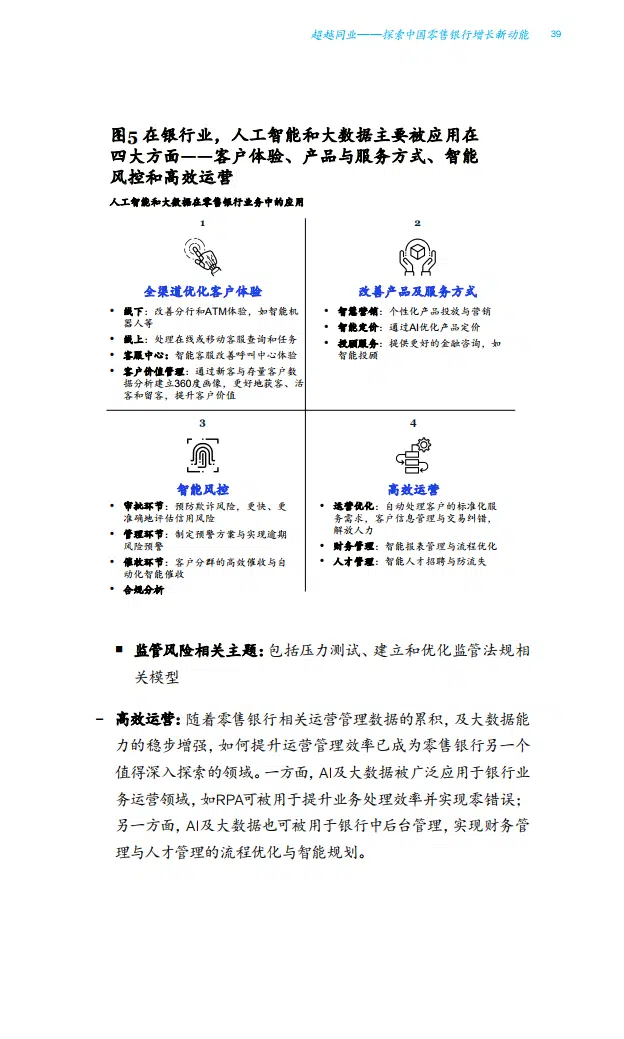 超越同业——探索中国零售银行增长新动能 39
图5 在银行业，人工智能和大数据主要被应用在
四大方面——客户体验、产品与服务方式、智能
风控和高效运营
人工智能和大数据在零售银行业务中的应用
1
全渠道优化客户体验
• 线下：改善分行和ATM体验，如智能机
器人等
• 线上：处理在线或移动客服查询和任务
• 客服中心：智能客服改善呼叫中心体验
• 客户价值管理：通过新客与存量客户数
据分析建立360度画像，更好地获客、活
客和留客，提升客户价值
2
改善产品及服务方式
• 智慧营销：个性化产品投放与营销
• 智能定价：通过AI优化产品定价
• 投顾服务：提供更好的金融咨询，如
智能投顾
3
智能风控
• 审批环节：预防欺诈风险，更快、更
准确地评估信用风险
• 管理环节：制定预警方案与实现逾期
风险预警
• 催收环节：客户分群的高效催收与自
动化智能催收
• 合规分析
4
高效运营
• 运营优化：自动处理客户的标准化服
务需求，客户信息管理与交易纠错，
解放人力
• 财务管理：智能报表管理与流程优化
• 人才管理：智能人才招聘与防流失
■ 监管风险相关主题：包括压力测试、建立和优化监管法规相
关模型
– 高效运营：随着零售银行相关运营管理数据的累积，及大数据能
力的稳步增强，如何提升运营管理效率已成为零售银行另一个
值得深入探索的领域。一方面，AI及大数据被广泛应用于银行业
务运营领域，如RPA可被用于提升业务处理效率并实现零错误；
另一方面，AI及大数据也可被用于银行中后台管理，实现财务管
理与人才管理的流程优化与智能规划。